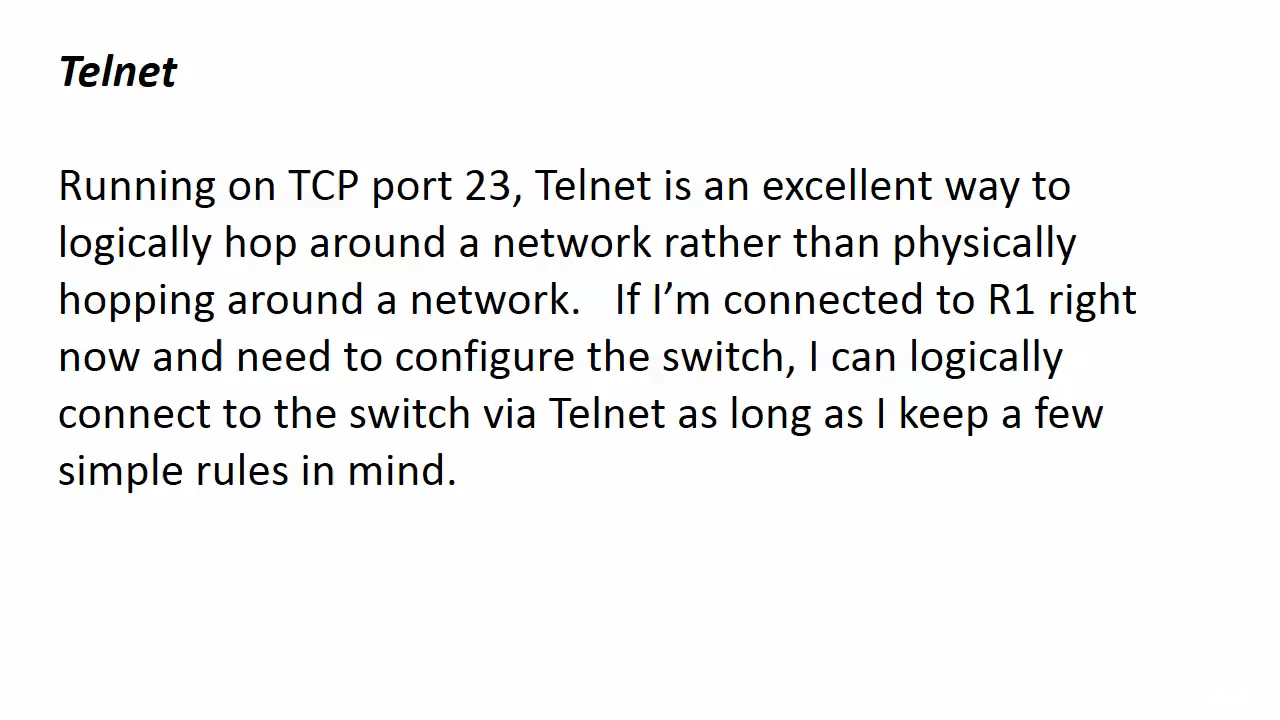 Telnet
Running on TCP port 23, Telnet is an excellent way to
logically hop around a network rather than physically
hopping around a network.   If I’m connected to R1 right
now and need to configure the switch, I can logically
connect to the switch via Telnet as long as I keep a few
simple rules in mind.